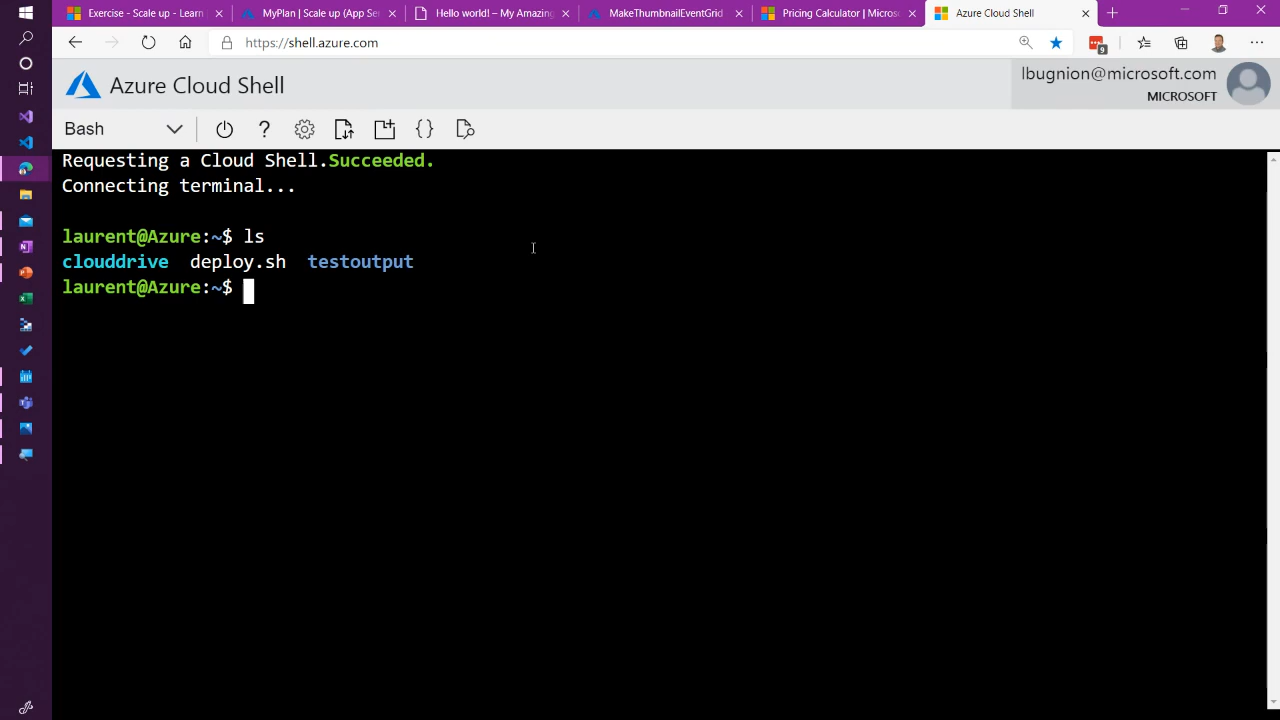 Exercise - Scale up - Learn
MyPlan | Scale up (App Se
Hello world! – My Amazing
MakeThumbnailEventGrid
Pricing Calculator | Micros
Azure Cloud Shell
https://shell.azure.com
9
Azure Cloud Shell
lbugnion@microsoft.com
MICROSOFT
Bash
Requesting a Cloud Shell.Succeeded.
Connecting terminal...
laurent@Azure:~$ ls
clouddrive deploy.sh testoutput
laurent@Azure:~$